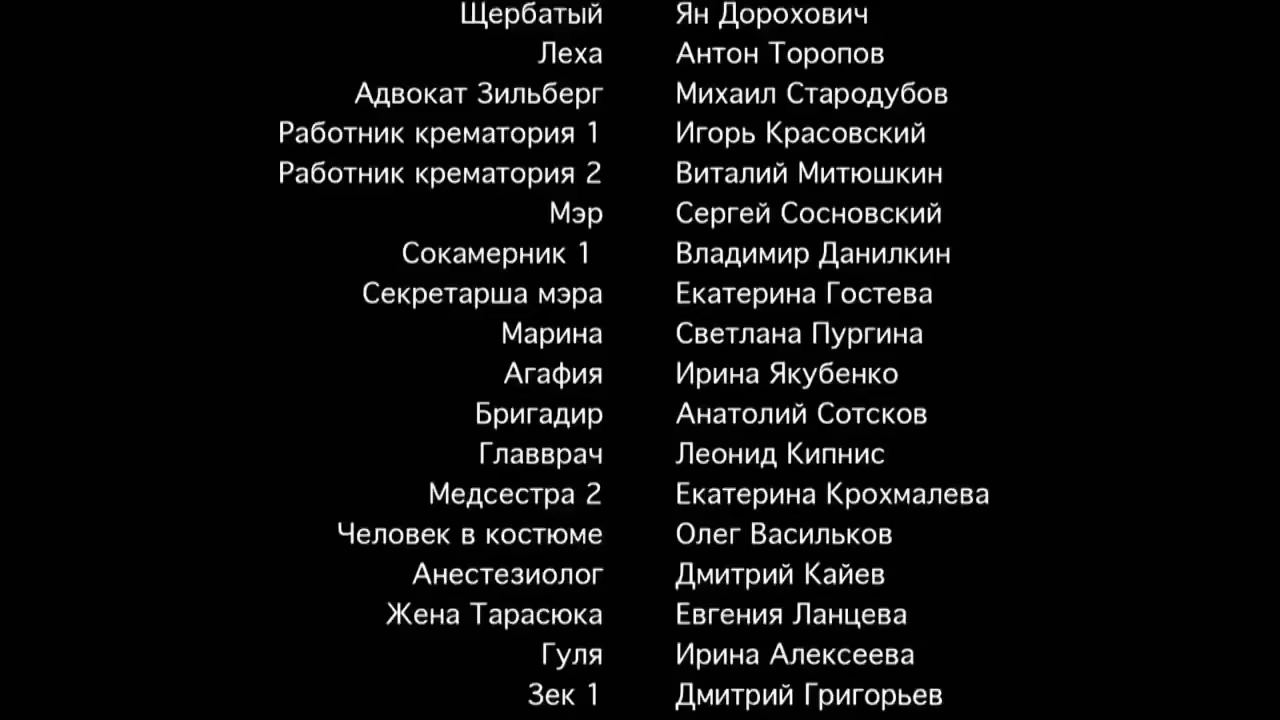 Щербатый Ян Дорохович
Леха Антон Торопов
Адвокат Зильберг Михаил Стародубов
Работник крематория 1 Игорь Красовский
Работник крематория 2 Виталий Митюшкин
Мэр Сергей Сосновский
Сокамерник 1 Владимир Данилкин
Секретарша мэра Екатерина Гостева
Марина Светлана Пургина
Агафия Ирина Якубенко
Бригадир Анатолий Сотсков
Главврач Леонид Кипнис
Медсестра 2 Екатерина Крохмалева
Человек в костюме Олег Васильков
Анестезиолог Дмитрий Кайев
Жена Тарасюка Евгения Ланцева
Гуля Ирина Алексеева
Зек 1 Дмитрий Григорьев